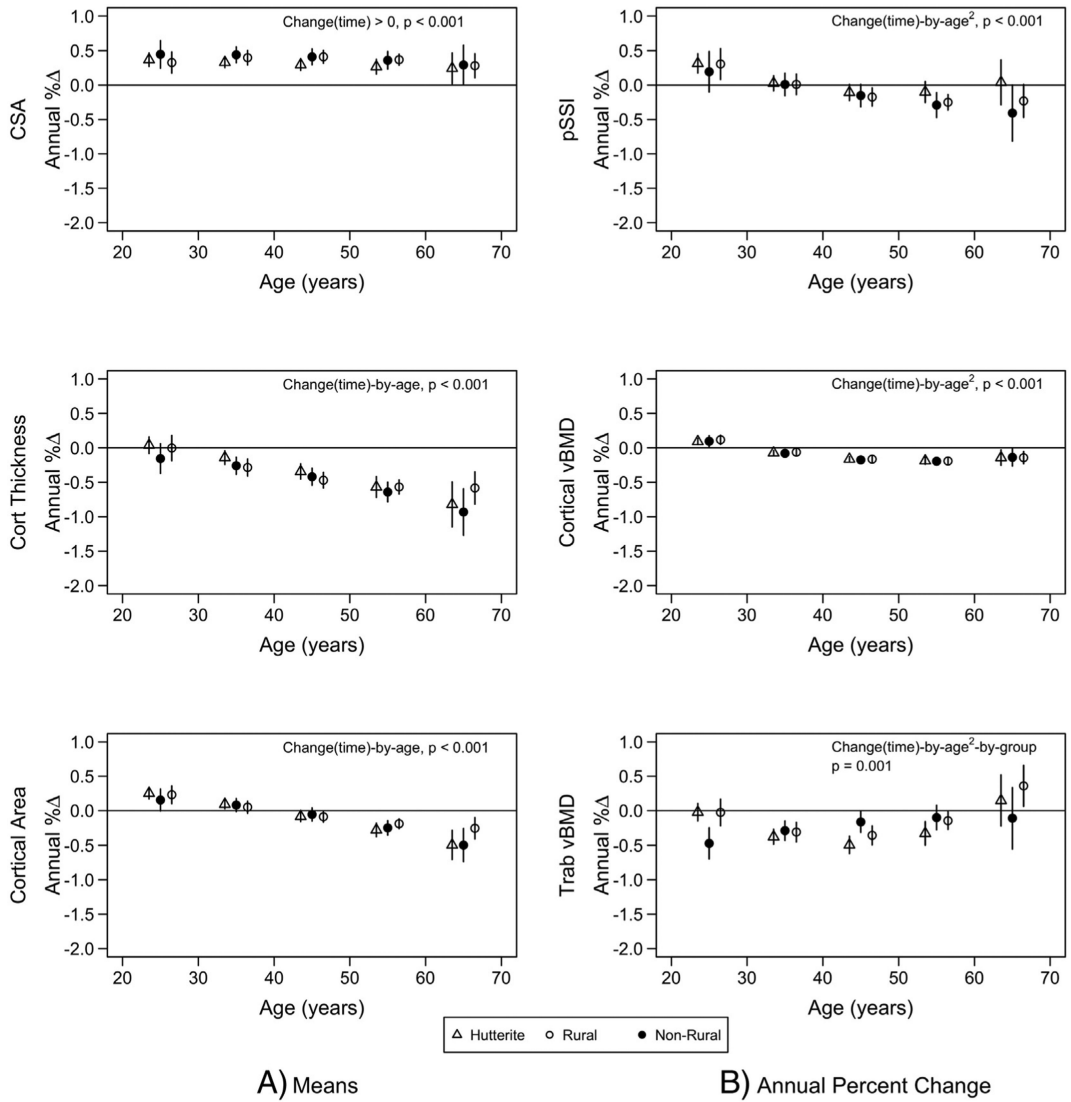 CSA
Annual %Δ
Change(time) > 0, p < 0.001
1.0
0.5
0.0
-0.5
-1.0
-1.5
-2.0
20 30 40 50 60 70
Age (years)
pSSI
Annual %Δ
Change(time)-by-age², p < 0.001
1.0
0.5
0.0
-0.5
-1.0
-1.5
-2.0
20 30 40 50 60 70
Age (years)
Cort Thickness
Annual %Δ
Change(time)-by-age, p < 0.001
1.0
0.5
0.0
-0.5
-1.0
-1.5
-2.0
20 30 40 50 60 70
Age (years)
Cortical vBMD
Annual %Δ
Change(time)-by-age², p < 0.001
1.0
0.5
0.0
-0.5
-1.0
-1.5
-2.0
20 30 40 50 60 70
Age (years)
Cortical Area
Annual %Δ
Change(time)-by-age, p < 0.001
1.0
0.5
0.0
-0.5
-1.0
-1.5
-2.0
20 30 40 50 60 70
Age (years)
Trab vBMD
Annual %Δ
Change(time)-by-age²-by-group
p = 0.001
1.0
0.5
0.0
-0.5
-1.0
-1.5
-2.0
20 30 40 50 60 70
Age (years)
Hutterite Rural Non-Rural
A) Means
B) Annual Percent Change